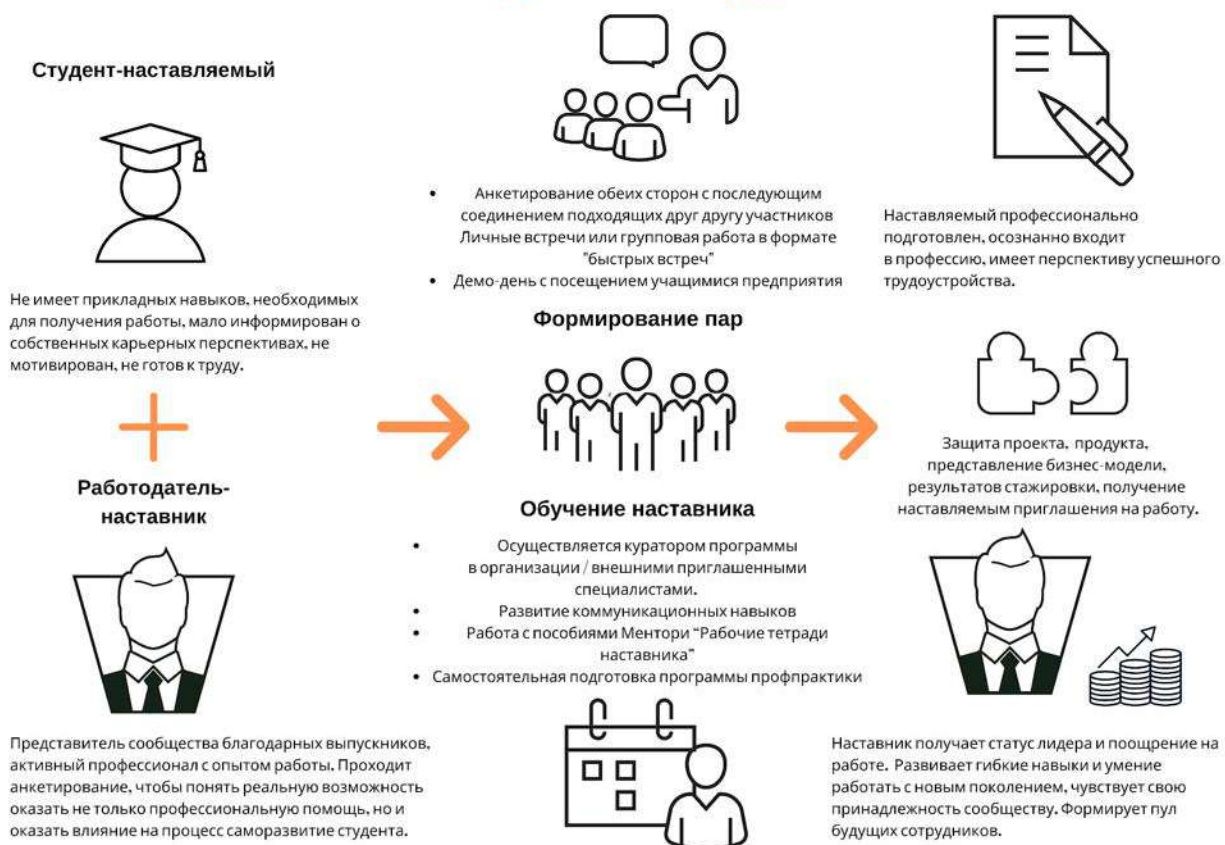 Студент-наставляемый
Не имеет прикладных навыков, необходимых
для получения работы, мало информирован о
собственных карьерных перспективах, не
мотивирован, не готов к труду.
Работодатель-
наставник
Представитель сообщества благодарных выпускников,
активный профессионал с опытом работы. Проходит
анкетирование, чтобы понять реальную возможность
оказать не только профессиональную помощь, но и
оказать влияние на процесс саморазвитие студента.
• Анкетирование обеих сторон с последующим
соединением подходящих друг другу участников
Личные встречи или групповая работа в формате
"быстрых встреч"
• Демо-день с посещением учащимися предприятия
Формирование пар
Обучение наставника
• Осуществляется куратором программы
в организации / внешними приглашенными
специалистами.
• Развитие коммуникационных навыков
• Работа с пособиями Ментори “Рабочие тетради
наставника”
• Самостоятельная подготовка программы профпрактики
Наставляемый профессионально
подготовлен, осознанно входит
в профессию, имеет перспективу успешного
трудоустройства.
Защита проекта, продукта,
представление бизнес-модели,
результатов стажировки, получение
наставляемым приглашения на работу.
Наставник получает статус лидера и поощрение на
работе. Развивает гибкие навыки и умение
работать с новым поколением, чувствует свою
принадлежность сообществу. Формирует пул
будущих сотрудников.